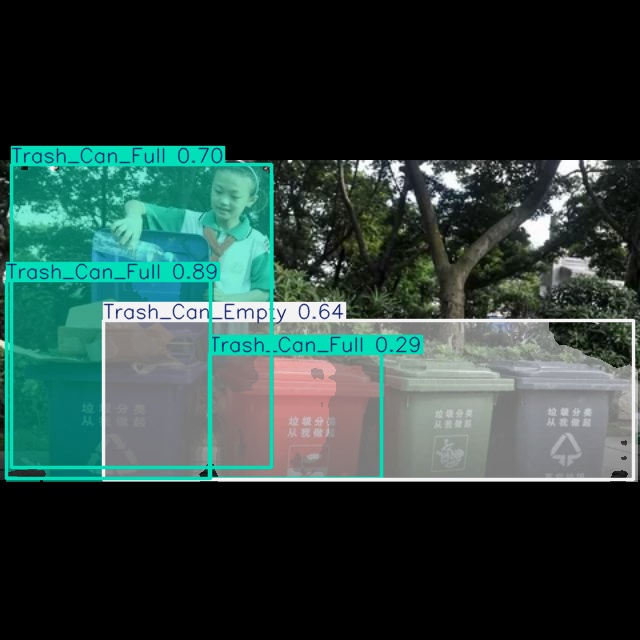 Trash_Can_Full 0.70
Trash_Can_Full 0.89
Trash_Can_Empty 0.64
Trash_Can_Full 0.29
垃圾分类
从我做起
垃圾分类
从我做起
垃圾分类
从我做起
垃圾分类
从我做起